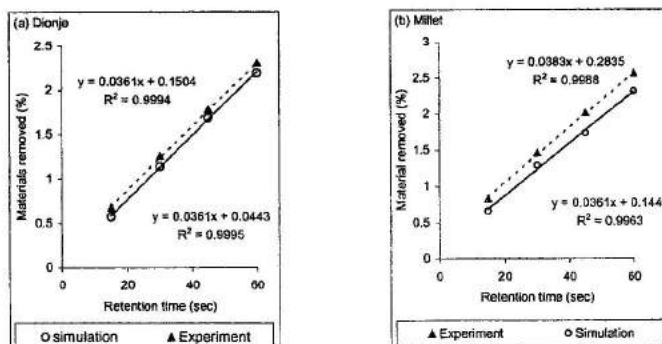 (a) Dionje
2.5
2
1.5
1
0.5
0
Materials removed (%)
y = 0.0361x + 0.1504
R² = 0.9994
y = 0.0361x + 0.0443
R² = 0.9995
0 20 40 60
Retention time (sec)
simulation Experiment
(b) Millet
3
2.5
2
1.5
1
0.5
0
Material removed (%)
y = 0.0383x + 0.2835
R² = 0.9988
y = 0.0361x + 0.144
R² = 0.9963
0 20 40 60
Retention time (sec)
Experiment Simulation